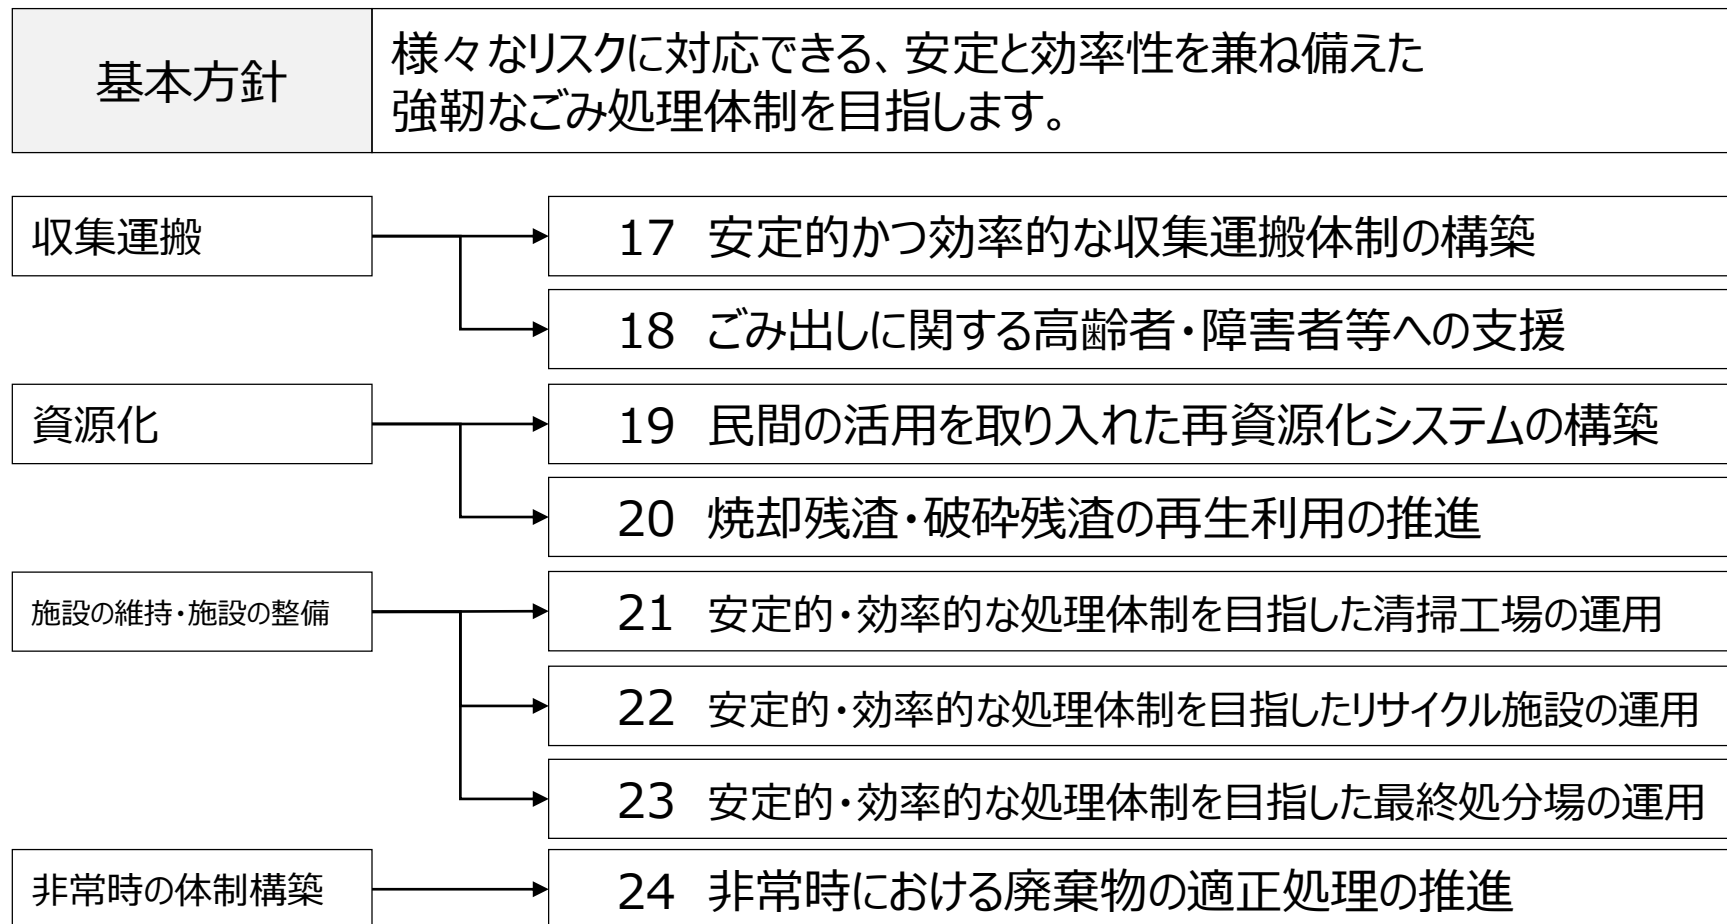 基本方針
様々なリスクに対応できる、安定と効率性を兼ね備えた
強靭なごみ処理体制を目指します。
収集運搬
17 安定的かつ効率的な収集運搬体制の構築
18 ごみ出しに関する高齢者・障害者等への支援
資源化
19 民間の活用を取り入れた再資源化システムの構築
20 焼却残渣・破砕残渣の再生利用の推進
施設の維持・施設の整備
21 安定的・効率的な処理体制を目指した清掃工場の運用
22 安定的・効率的な処理体制を目指したリサイクル施設の運用
23 安定的・効率的な処理体制を目指した最終処分場の運用
非常時の体制構築
24 非常時における廃棄物の適正処理の推進